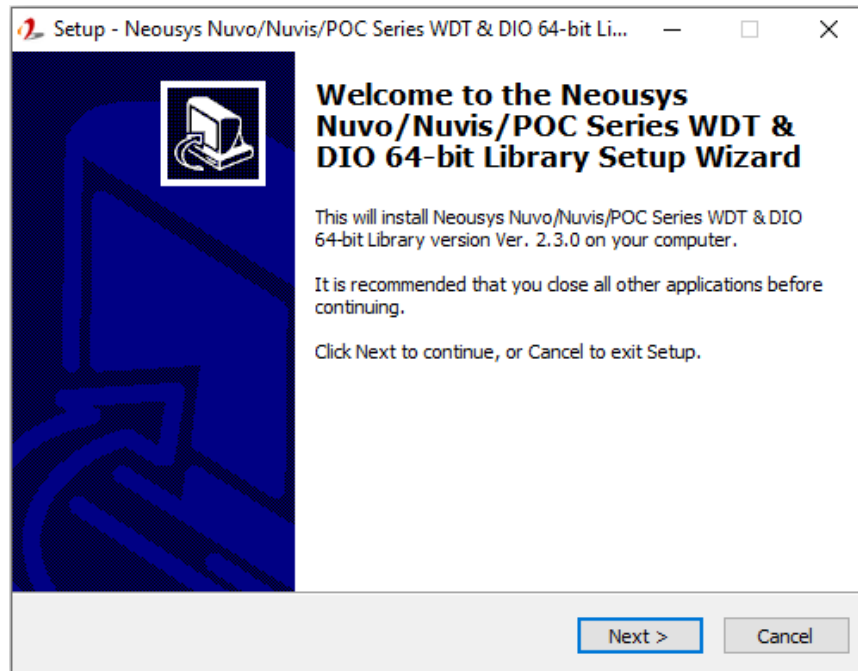 Setup - Neousys Nuvo/Nuvis/POC Series WDT & DIO 64-bit Li...
Welcome to the Neousys
Nuvo/Nuvis/POC Series WDT &
DIO 64-bit Library Setup Wizard
This will install Neousys Nuvo/Nuvis/POC Series WDT & DIO
64-bit Library version Ver. 2.3.0 on your computer.
It is recommended that you close all other applications before
continuing.
Click Next to continue, or Cancel to exit Setup.
Next >
Cancel